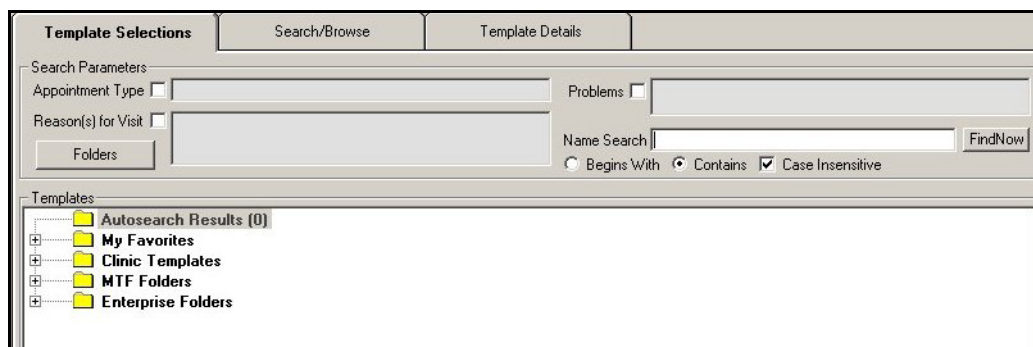 Template Selections Search/Browse Template Details
Search Parameters
Appointment Type Problems
Reason(s) for Visit
Name Search FindNow
Folders
Begins With Contains Case Insensitive
Templates
Autosearch Results (0)
My Favorites
Clinic Templates
MTF Folders
Enterprise Folders